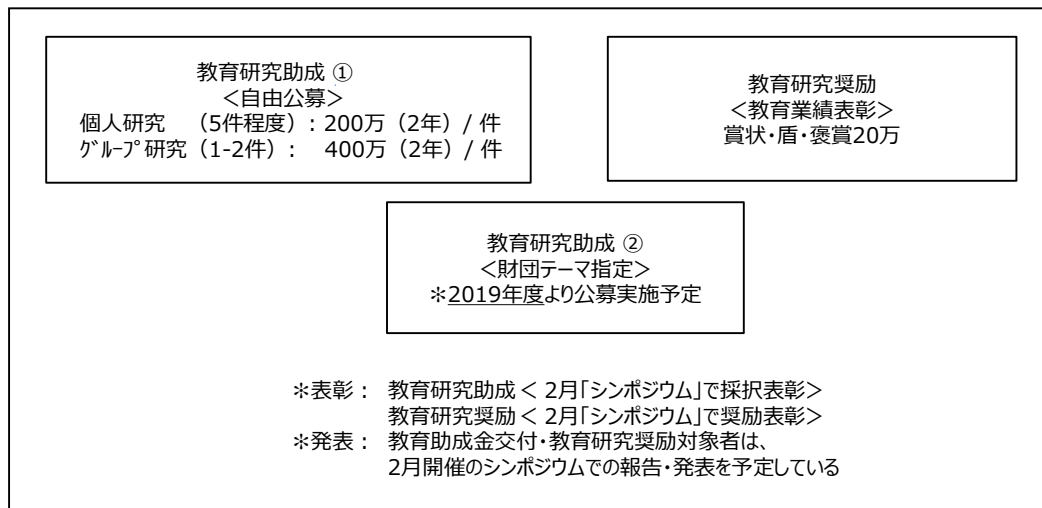 教育研究助成 ①
<自由公募>
個人研究 (5件程度):200万(2年)/ 件
グループ研究(1-2件): 400万(2年)/ 件
教育研究奨励
<教育業績表彰>
賞状・盾・褒賞20万
教育研究助成 ②
<財団テーマ指定>
*2019年度より公募実施予定
*表彰: 教育研究助成< 2月「シンポジウム」で採択表彰>
教育研究奨励< 2月「シンポジウム」で奨励表彰>
*発表: 教育助成金交付・教育研究奨励対象者は、
2月開催のシンポジウムでの報告・発表を予定している